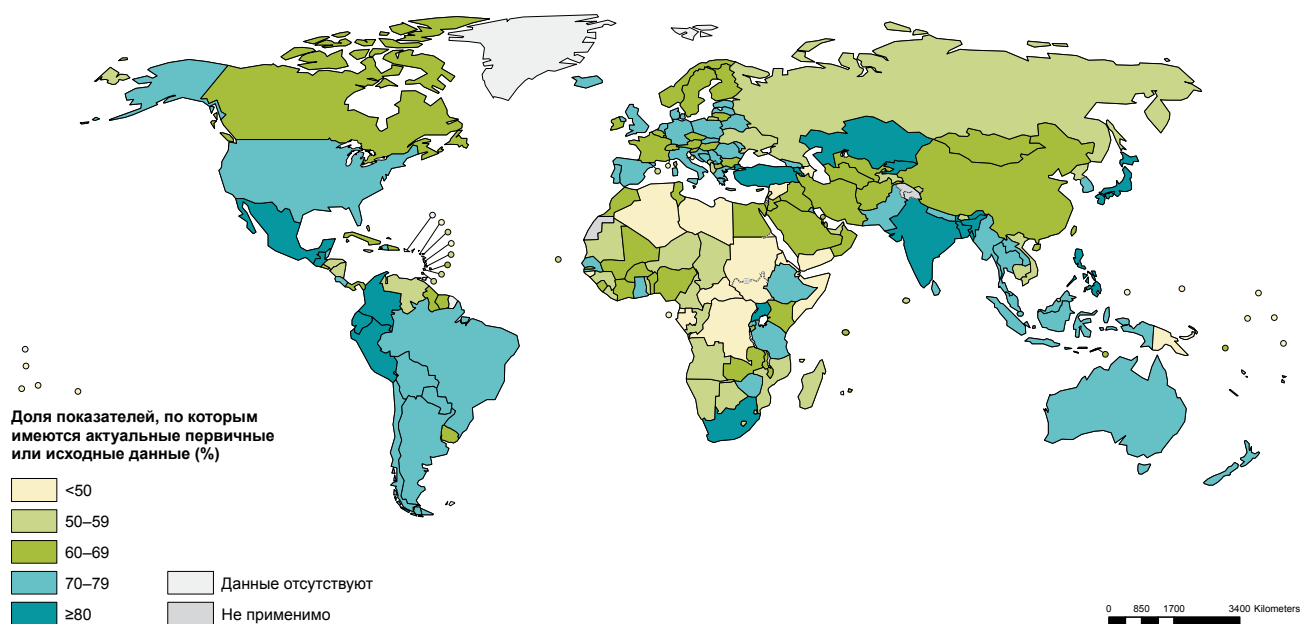 Доля показателей, по которым
имеются актуальные первичные
или исходные данные (%)
<50
50–59
60–69
70–79
≥80
Данные отсутствуют
Не применимо
0 850 1700 3400 Kilometers